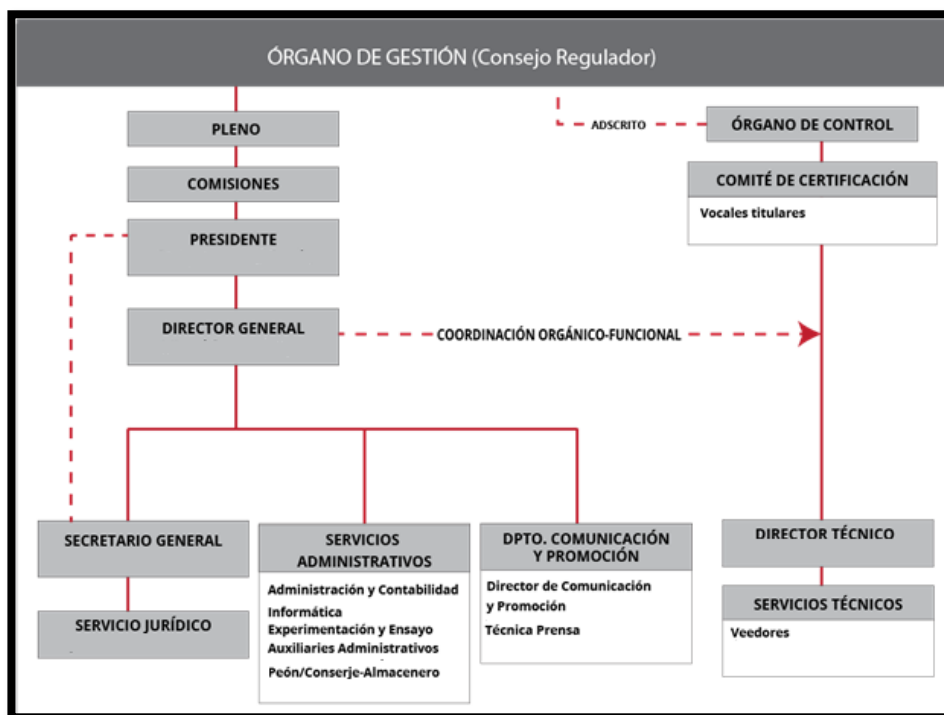 ÓRGANO DE GESTIÓN (Consejo Regulador)
PLENO
ADSCRITO
ÓRGANO DE CONTROL
COMISIONES
COMITÉ DE CERTIFICACIÓN
Vocales titulares
PRESIDENTE
DIRECTOR GENERAL
COORDINACIÓN ORGÁNICO-FUNCIONAL
SECRETARIO GENERAL
SERVICIO JURÍDICO
SERVICIOS
ADMINISTRATIVOS
Administración y Contabilidad
Informática
Experimentación y Ensayo
Auxiliaries Administrativos
Peón/Conserje-Almacenero
DPTO. COMUNICACIÓN
Y PROMOCIÓN
Director de Comunicación
y Promoción
Técnica Prensa
DIRECTOR TÉCNICO
SERVICIOS TÉCNICOS
Veedores